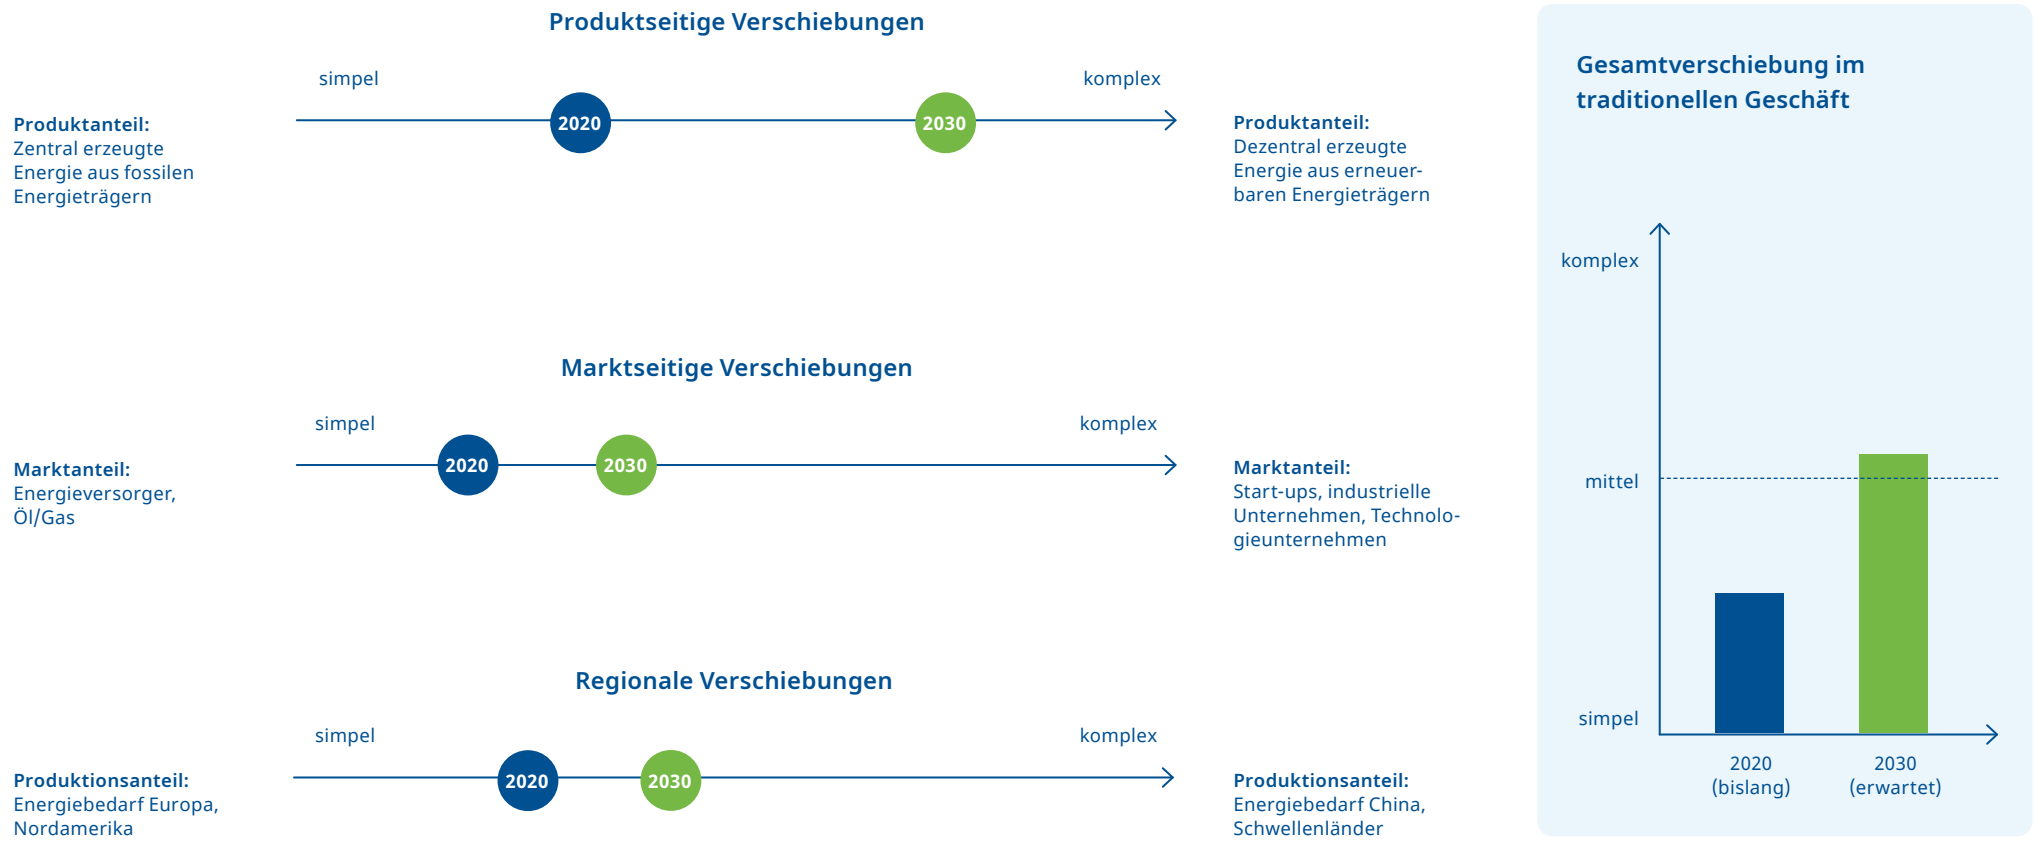 Produktseitige Verschiebungen
simpel
komplex
2020
2030
Produktanteil:
Zentral erzeugte
Energie aus fossilen
Energieträgern
Produktanteil:
Dezentral erzeugte
Energie aus erneuer-
baren Energieträgern
Marktseitige Verschiebungen
simpel
komplex
2020
2030
Marktanteil:
Energieversorger,
Öl/Gas
Marktanteil:
Start-ups, industrielle
Unternehmen, Technolo-
gieunternehmen
Regionale Verschiebungen
simpel
komplex
2020
2030
Produktionsanteil:
Energiebedarf Europa,
Nordamerika
Produktionsanteil:
Energiebedarf China,
Schwellenländer
Gesamtverschiebung im
traditionellen Geschäft
komplex
mittel
simpel
2020
(bislang)
2030
(erwartet)